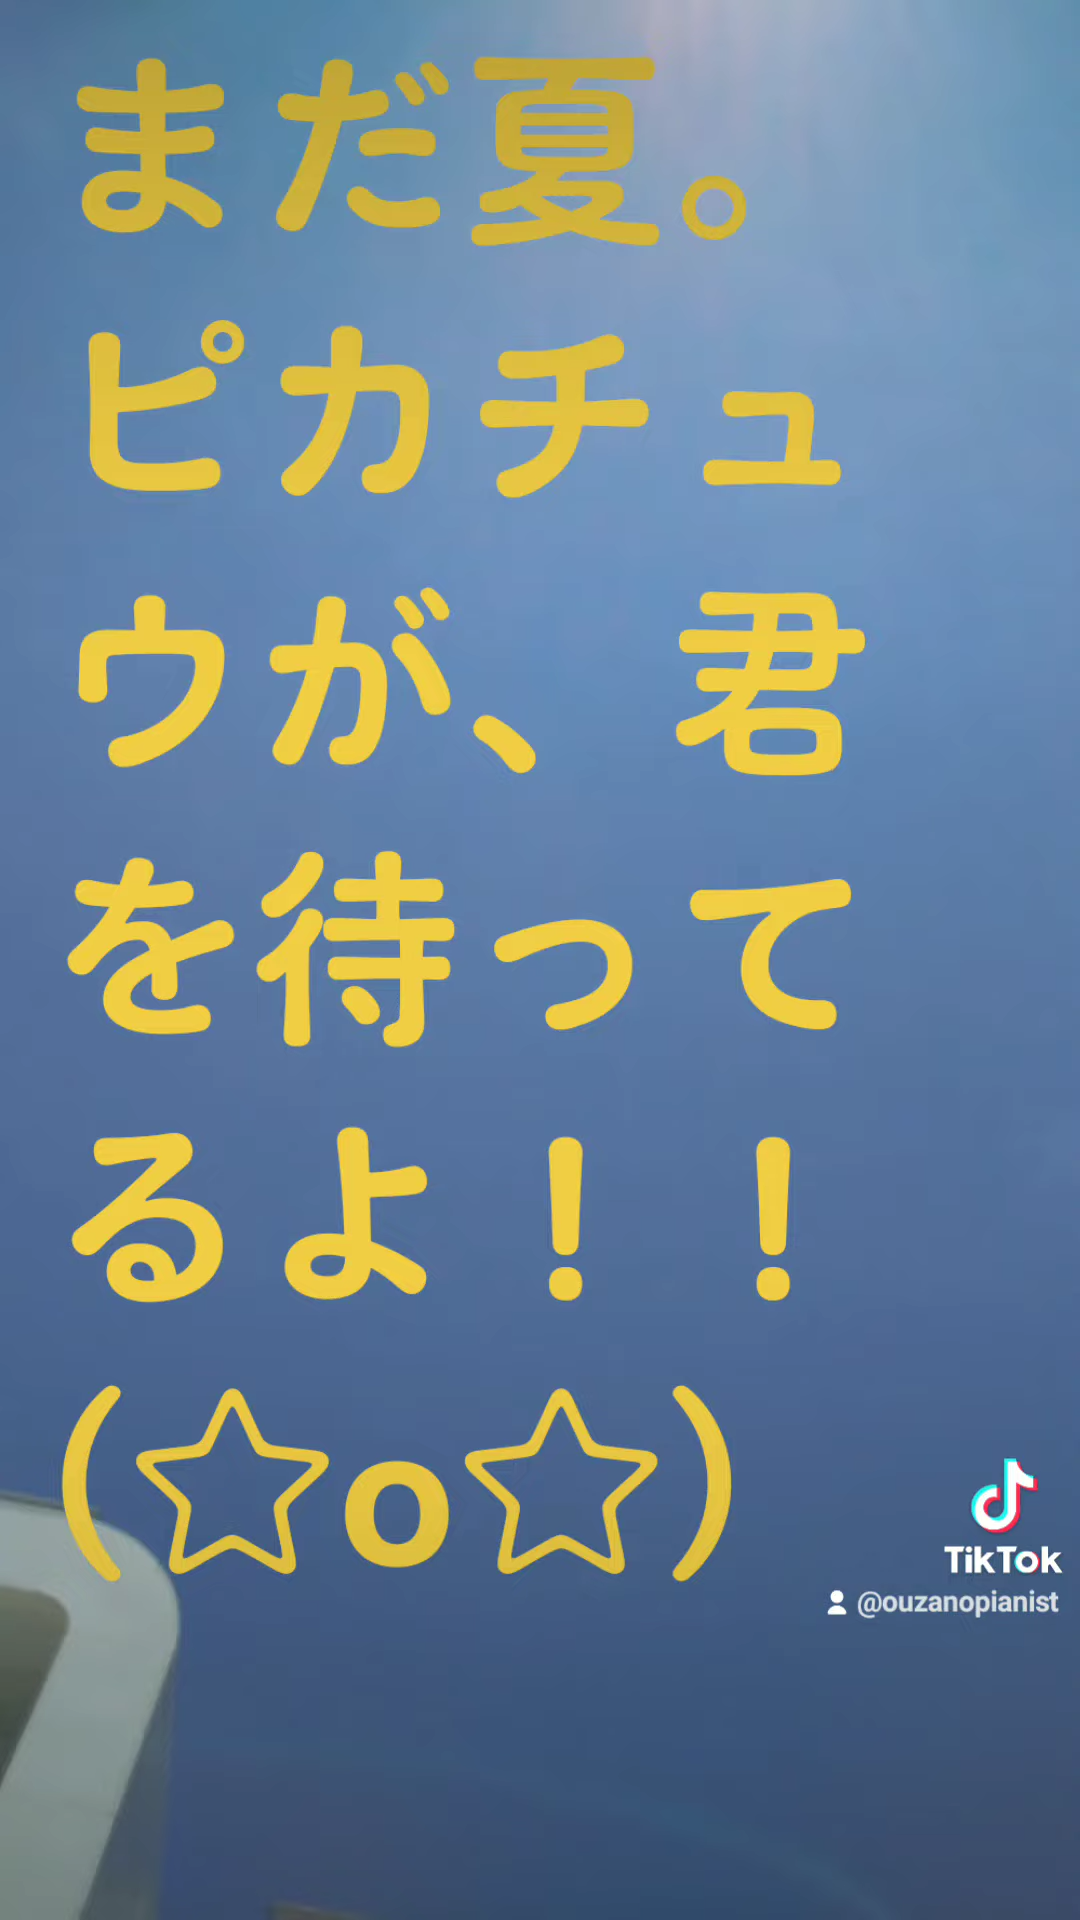 まだ夏。
ピカチュ
ウが、君
を待って
るよ！！
(☆o☆)
TikTok
@ouzanopianist